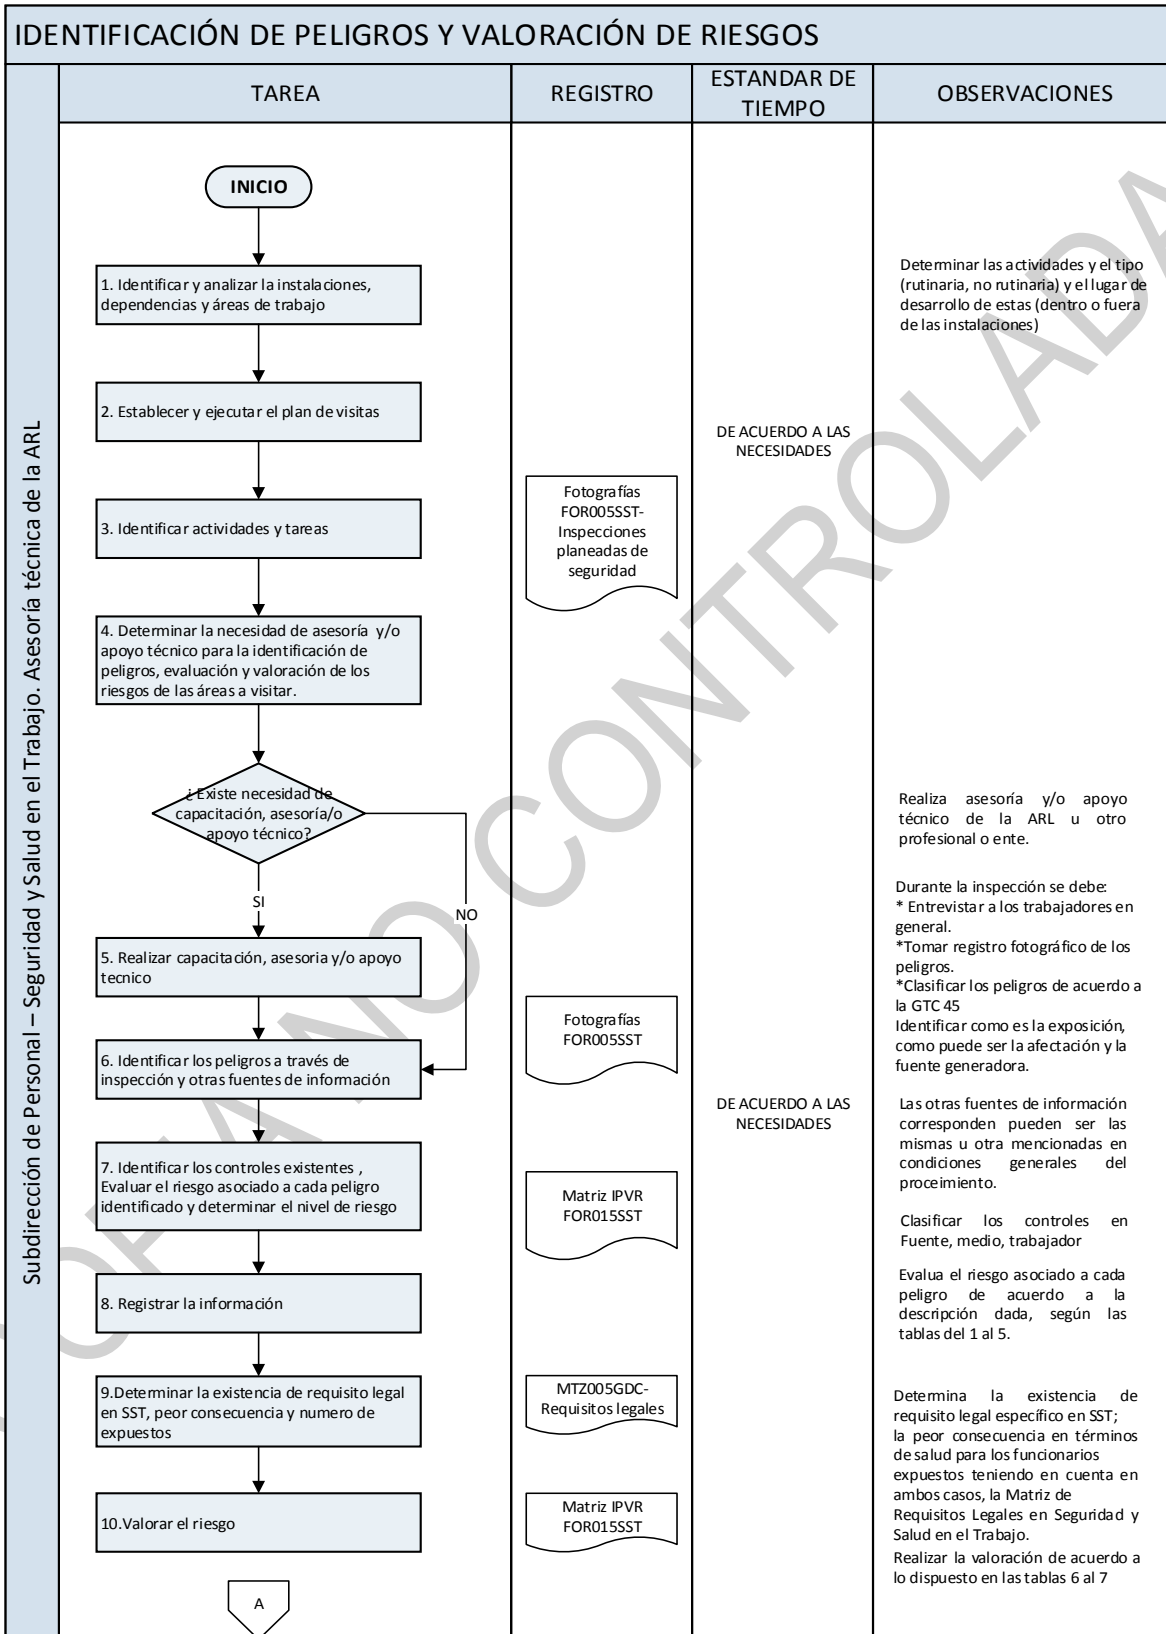 IDENTIFICACIÓN DE PELIGROS Y VALORACIÓN DE RIESGOS
TAREA
REGISTRO
ESTANDAR DE
TIEMPO
OBSERVACIONES
Subdirección de Personal – Seguridad y Salud en el Trabajo. Asesoría técnica de la ARL
INICIO
1. Identificar y analizar la instalaciones,
dependencias y áreas de trabajo
Determinar las actividades y el tipo
(rutinaria, no rutinaria) y el lugar de
desarrollo de estas (dentro o fuera
de las instalaciones)
2. Establecer y ejecutar el plan de visitas
DE ACUERDO A LAS
NECESIDADES
3. Identificar actividades y tareas
Fotografías
FOR005SST-
Inspecciones
planeadas de
seguridad
4. Determinar la necesidad de asesoría y/o
apoyo técnico para la identificación de
peligros, evaluación y valoración de los
riesgos de las áreas a visitar.
¿Existe necesidad de
capacitación, asesoría/o
apoyo técnico?
SI
NO
Realiza asesoría y/o apoyo
técnico de la ARL u otro
profesional o ente.
5. Realizar capacitación, asesoria y/o apoyo
tecnico
Durante la inspección se debe:
* Entrevistar a los trabajadores en
general.
*Tomar registro fotográfico de los
peligros.
*Clasificar los peligros de acuerdo a
la GTC 45
Identificar como es la exposición,
como puede ser la afectación y la
fuente generadora.
6. Identificar los peligros a través de
inspección y otras fuentes de información
Fotografías
FOR005SST
DE ACUERDO A LAS
NECESIDADES
Las otras fuentes de información
corresponden pueden ser las
mismas u otra mencionadas en
condiciones generales del
proceimiento.
7. Identificar los controles existentes ,
Evaluar el riesgo asociado a cada peligro
identificado y determinar el nivel de riesgo
Matriz IPVR
FOR015SST
Clasificar los controles en
Fuente, medio, trabajador
8. Registrar la información
Evalua el riesgo asociado a cada
peligro de acuerdo a la
descripción dada, según las
tablas del 1 al 5.
9.Determinar la existencia de requisito legal
en SST, peor consecuencia y numero de
expuestos
MTZ005GDC-
Requisitos legales
Determina la existencia de
requisito legal específico en SST;
la peor consecuencia en términos
de salud para los funcionarios
expuestos teniendo en cuenta en
ambos casos, la Matriz de
Requisitos Legales en Seguridad y
Salud en el Trabajo.
10.Valorar el riesgo
Matriz IPVR
FOR015SST
Realizar la valoración de acuerdo a
lo dispuesto en las tablas 6 al 7
A
COPIA NO CONTROLADA